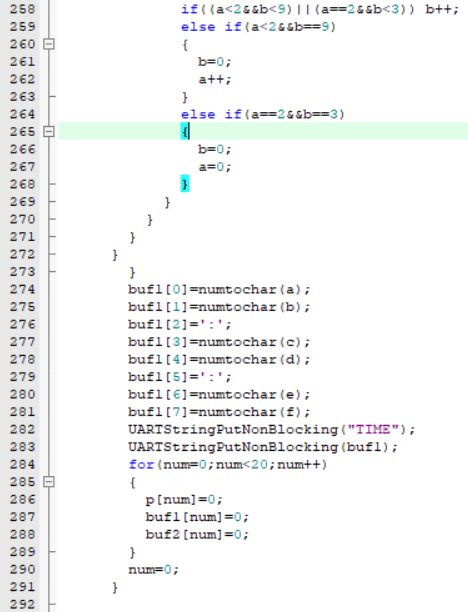 258 if((a<2&&b<9)||(a==2&&b<3)) b++;
259 else if(a<2&&b==9)
260 {
261 b=0;
262 a++;
263 }
264 else if(a==2&&b==3)
265 {
266 b=0;
267 a=0;
268 }
269 }
270 }
271 }
272 }
273 }
274 buf1[0]=numtochar(a);
275 buf1[1]=numtochar(b);
276 buf1[2]=':';
277 buf1[3]=numtochar(c);
278 buf1[4]=numtochar(d);
279 buf1[5]=':';
280 buf1[6]=numtochar(e);
281 buf1[7]=numtochar(f);
282 UARTStringPutNonBlocking("TIME");
283 UARTStringPutNonBlocking(buf1);
284 for(num=0;num<20;num++)
285 {
286 p[num]=0;
287 buf1[num]=0;
288 buf2[num]=0;
289 }
290 num=0;
291 }
292